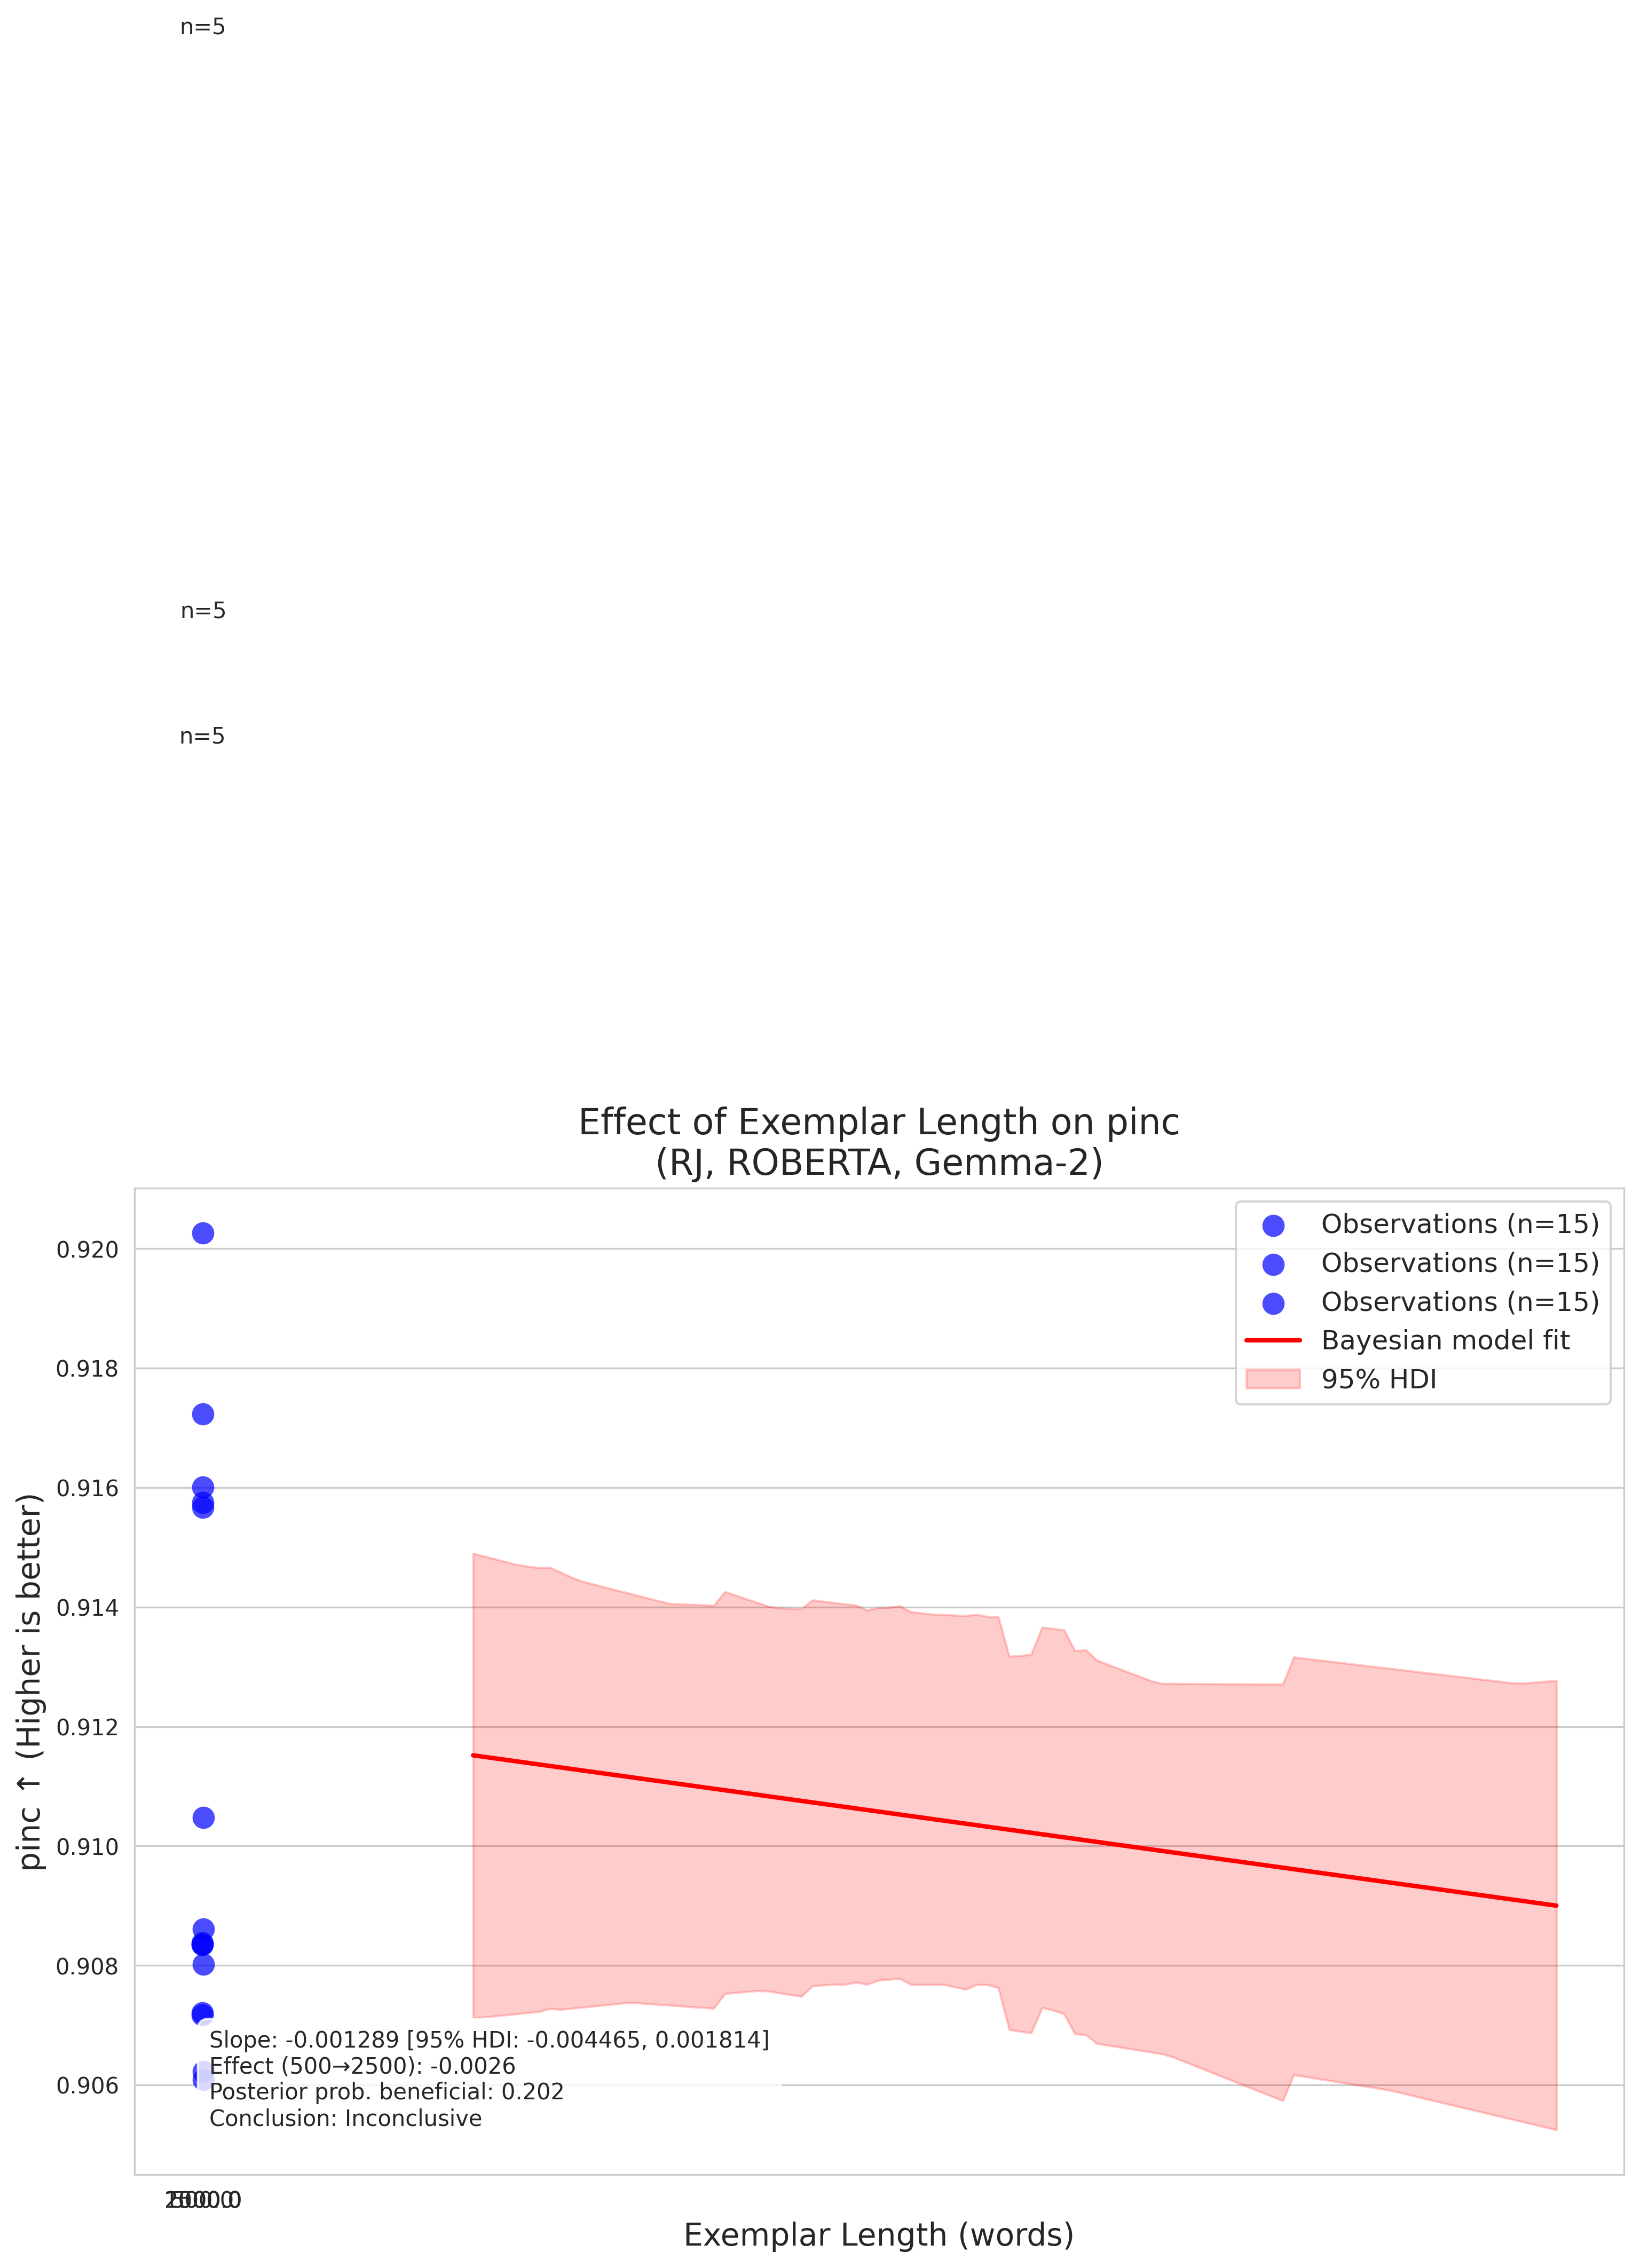 n=5
n=5
n=5
Effect of Exemplar Length on pinc
(RJ, ROBERTA, Gemma-2)
Observations (n=15)
Observations (n=15)
Observations (n=15)
Bayesian model fit
95% HDI
0.920
0.918
0.916
0.914
0.912
0.910
0.908
0.906
pinc ↑ (Higher is better)
Slope: -0.001289 [95% HDI: -0.004465, 0.001814]
Effect (500→2500): -0.0026
Posterior prob. beneficial: 0.202
Conclusion: Inconclusive
Exemplar Length (words)